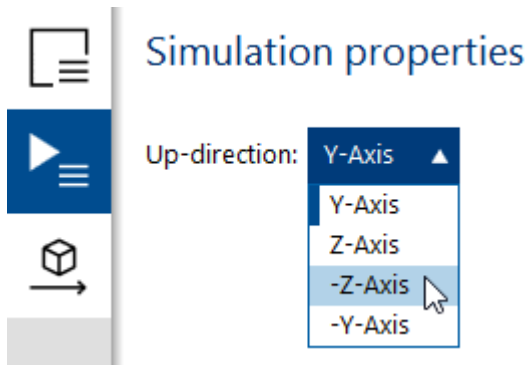 Simulation properties
Up-direction: Y-Axis
Y-Axis
Z-Axis
-Z-Axis
-Y-Axis